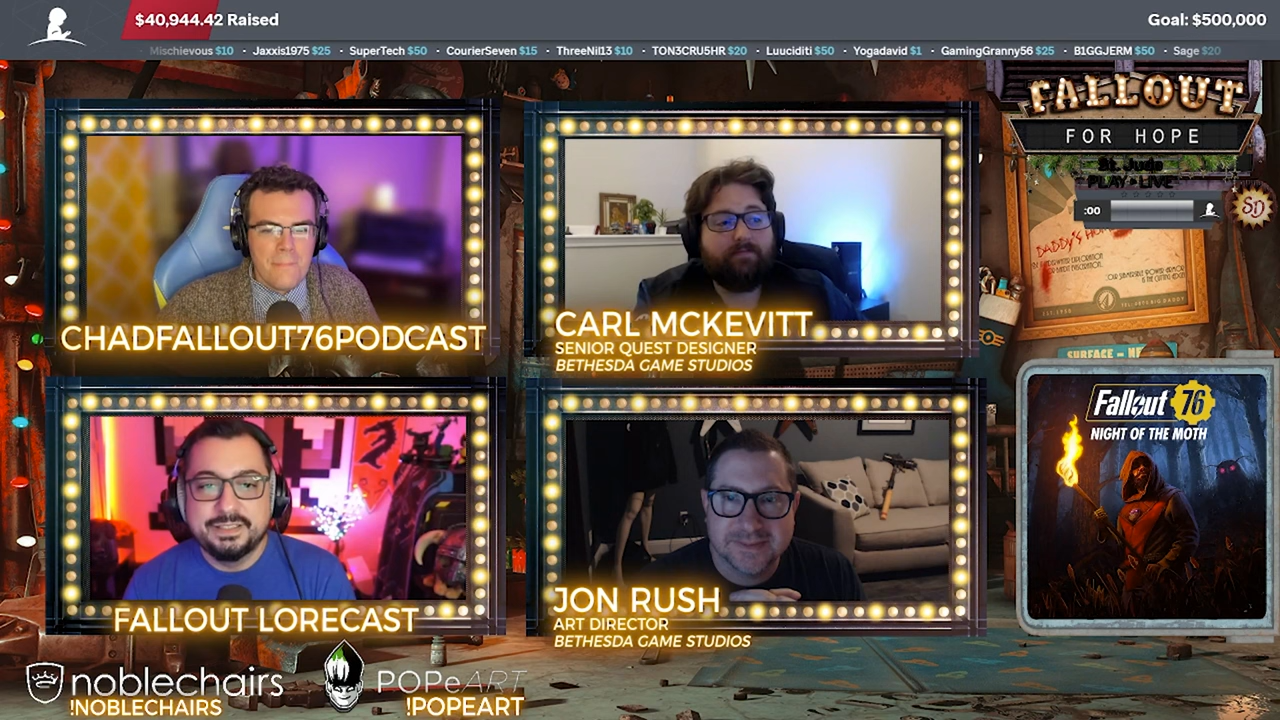 $40,944.42 Raised
Goal: $500,000
Mischievous $10 · Jaxxis1975 $25 · SuperTech $50 · CourierSeven $15 · ThreeNil13 $10 · TON3CRU5HR $20 · Luuciditi $50 · Yogadavid $1 · GamingGranny56 $25 · B1GGJERM $50 · Sage $20
FALLOUT
FOR HOPE
St. Jude
PLAY LIVE
:00
SD
DADDY'S
CHADFALLOUT76PODCAST
CARL MCKEVITT
SENIOR QUEST DESIGNER
BETHESDA GAME STUDIOS
Fallout 76
NIGHT OF THE MOTH
FALLOUT LORECAST
JON RUSH
ART DIRECTOR
BETHESDA GAME STUDIOS
noblechairs
!NOBLECHAIRS
POPeART
!POPEART